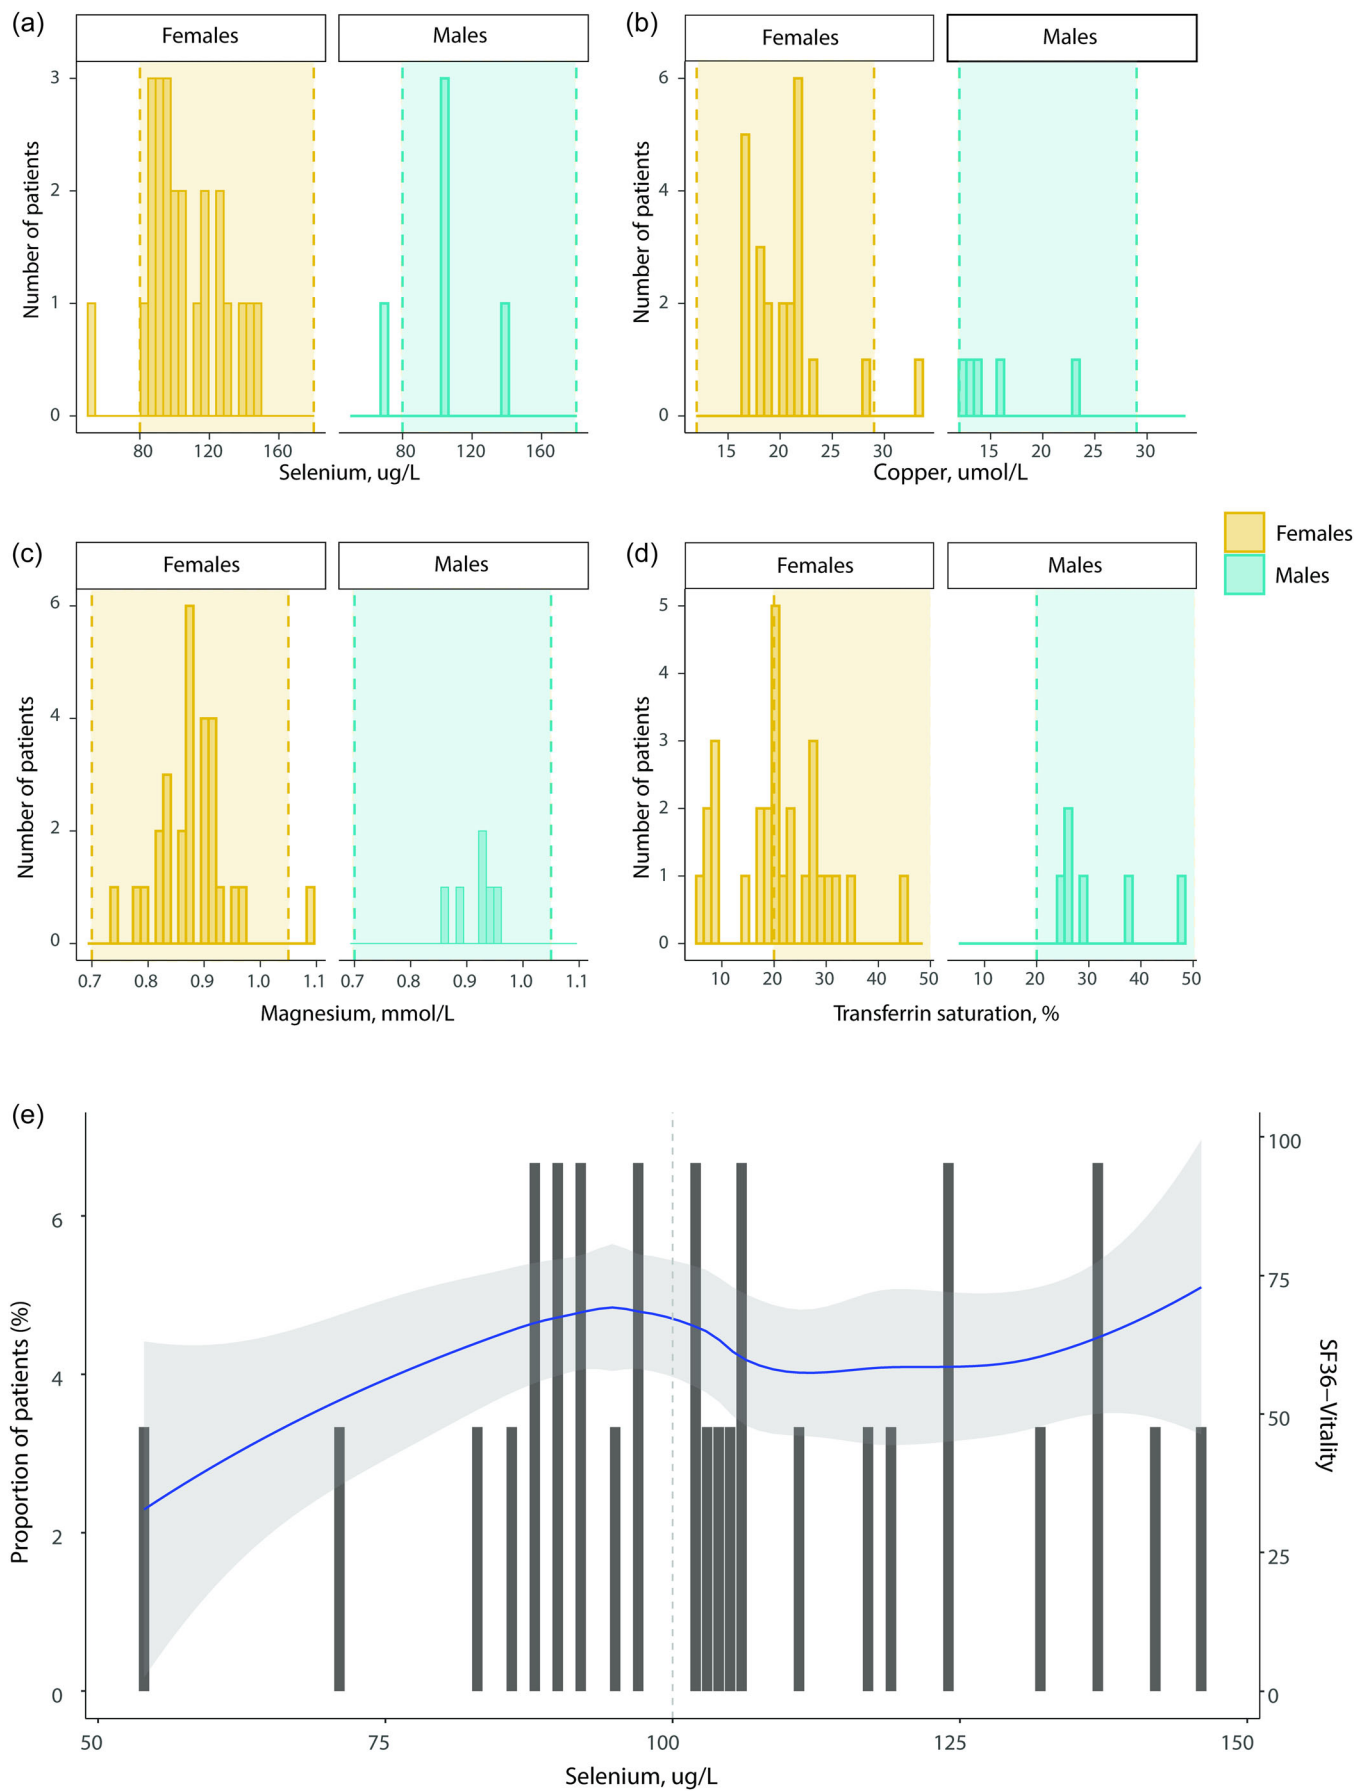 (a)
Females
Males
Number of patients
3
2
1
0
80
120
160
80
120
160
Selenium, ug/L
(b)
Females
Males
Number of patients
6
4
2
0
15
20
25
30
15
20
25
30
Copper, umol/L
Females
Males
(c)
Females
Males
Number of patients
6
4
2
0
0.7
0.8
0.9
1.0
1.1
0.7
0.8
0.9
1.0
1.1
Magnesium, mmol/L
(d)
Females
Males
Number of patients
5
4
3
2
1
0
10
20
30
40
50
10
20
30
40
50
Transferrin saturation, %
(e)
Proportion of patients (%)
6
4
2
0
100
75
50
25
0
SF36–Vitality
50
75
100
125
150
Selenium, ug/L